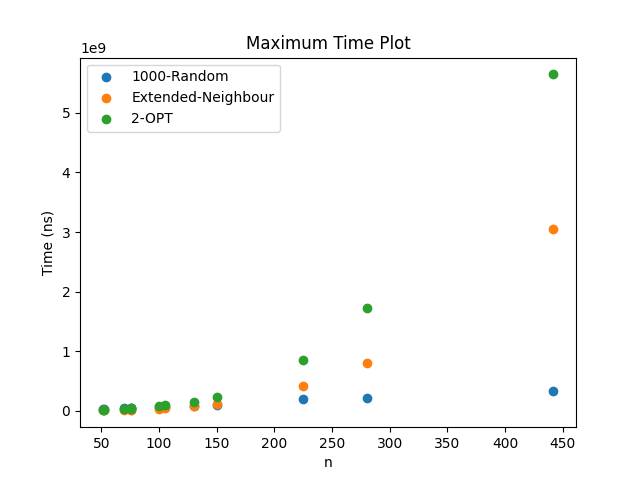 Maximum Time Plot
1e9
1000-Random
Extended-Neighbour
2-OPT
5
4
3
2
1
0
Time (ns)
50 100 150 200 250 300 350 400 450
n